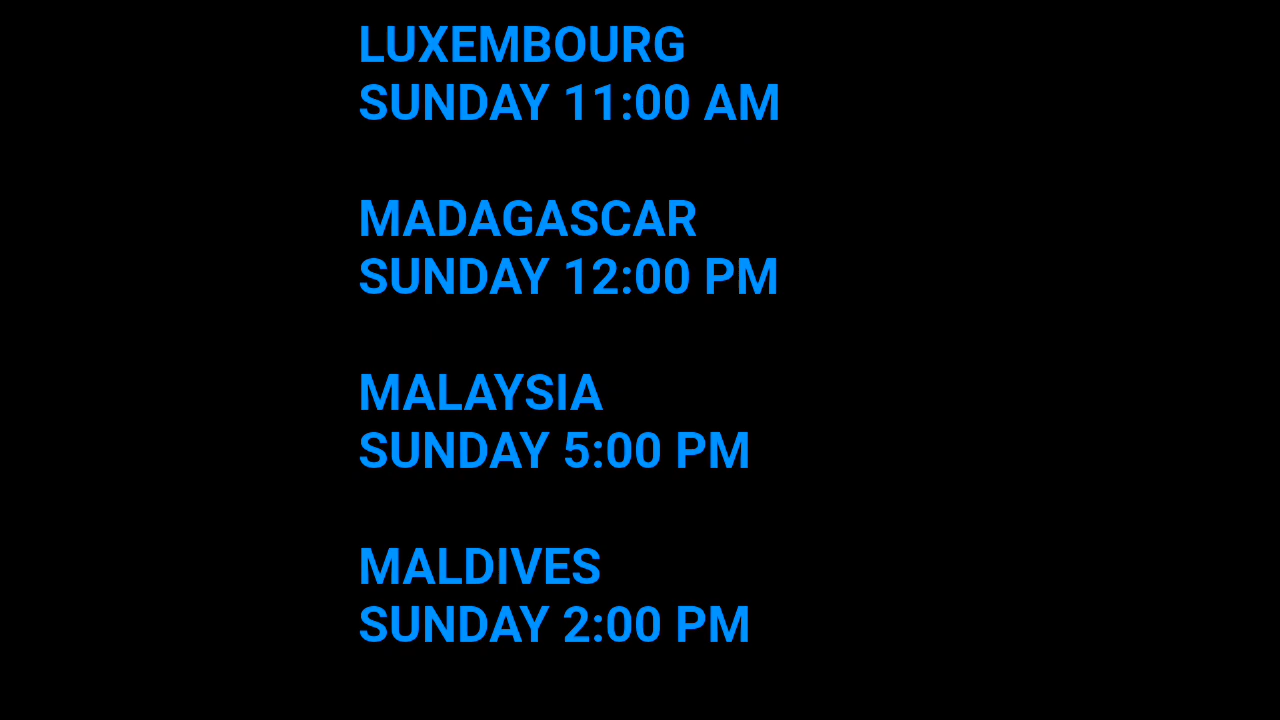 LUXEMBOURG
SUNDAY 11:00 AM
MADAGASCAR
SUNDAY 12:00 PM
MALAYSIA
SUNDAY 5:00 PM
MALDIVES
SUNDAY 2:00 PM